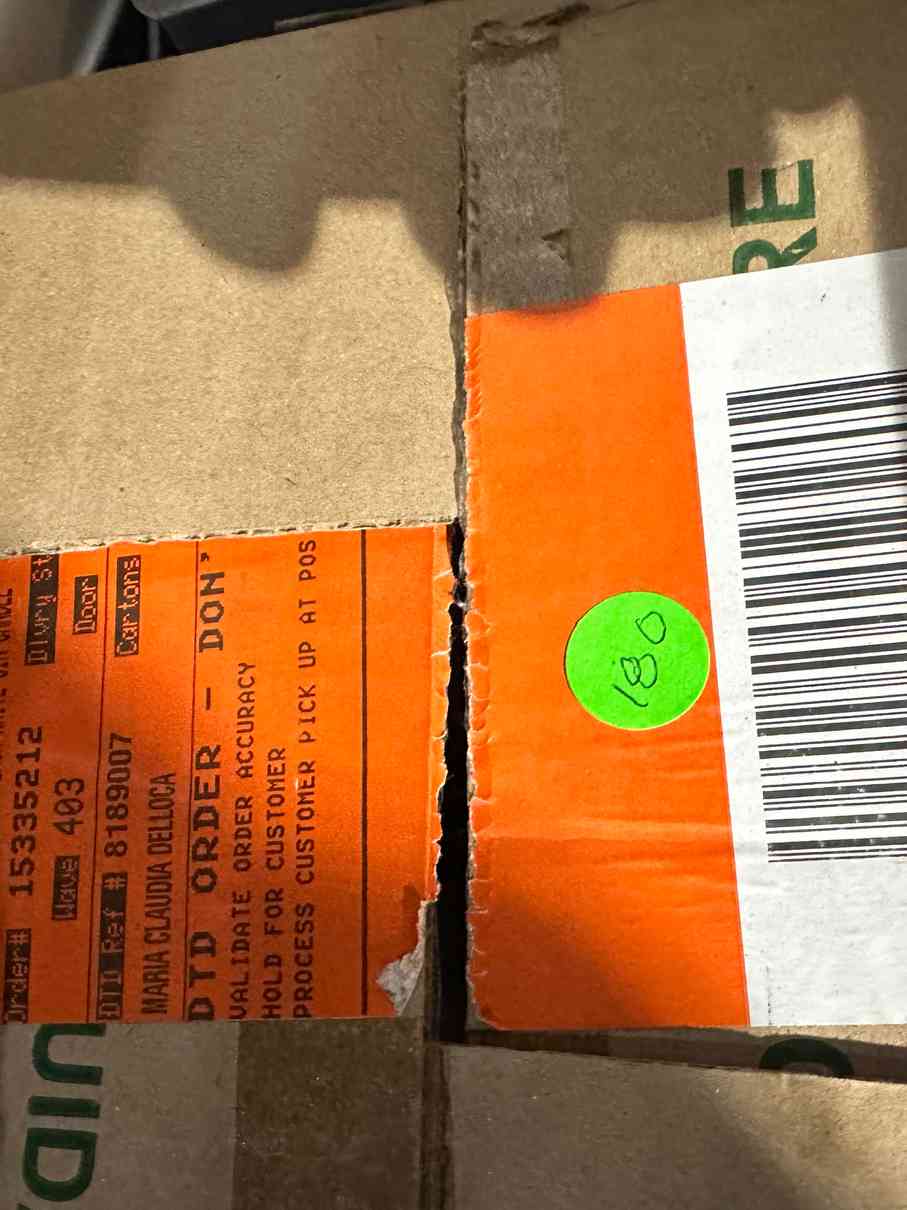 Order# 15335212 Dlvry St
Wave 403 Door
DTD Ref # 8189007 Cartons
MARIA CLAUDIA DELLOCA
DTD ORDER - DON'
VALIDATE ORDER ACCURACY
HOLD FOR CUSTOMER
PROCESS CUSTOMER PICK UP AT POS
180
RE
UID